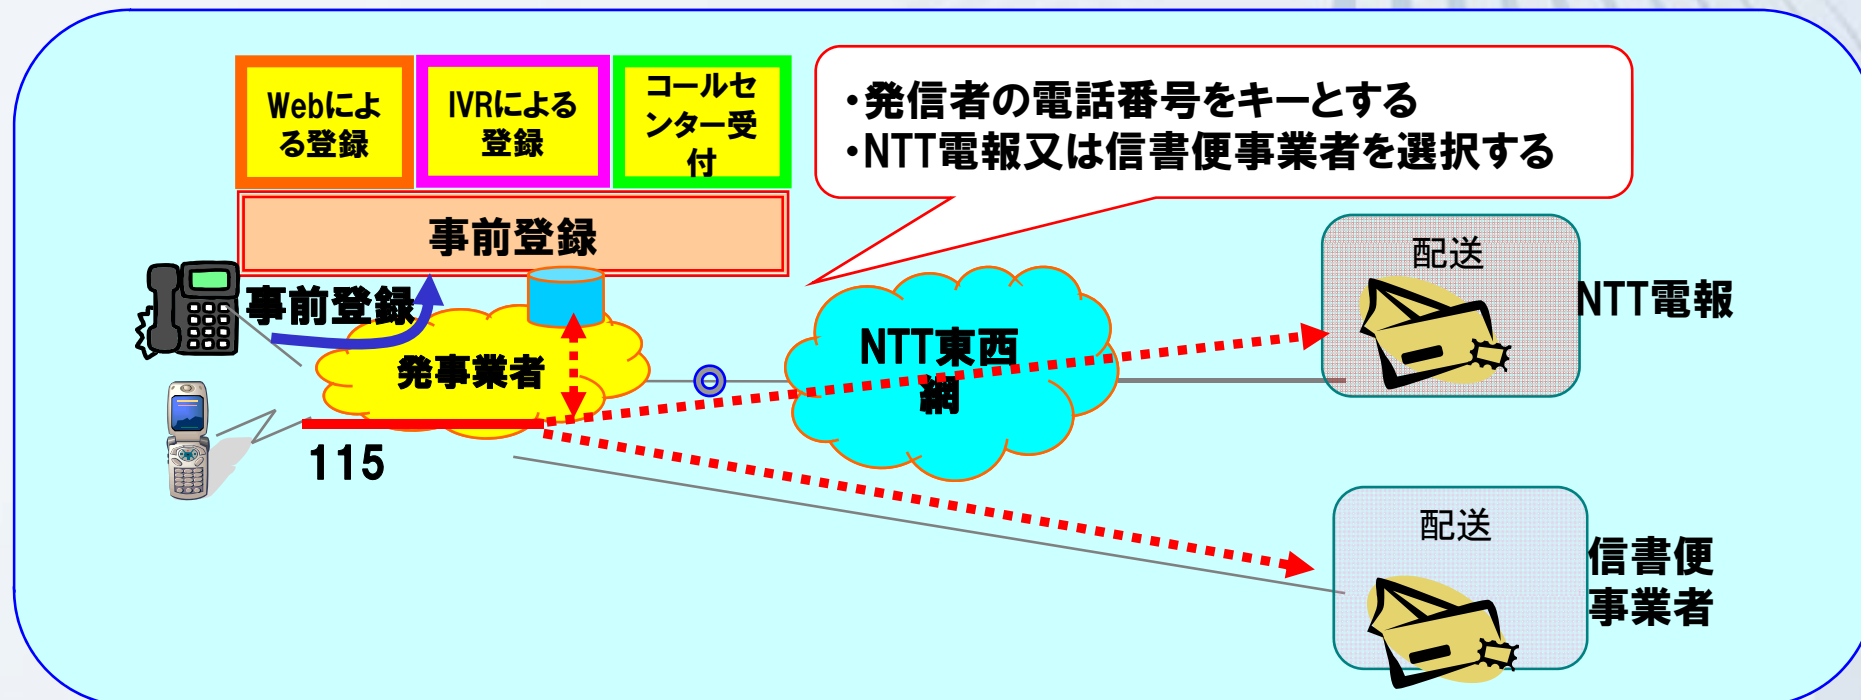 Webによ
る登録
IVRによる
登録
コールセ
ンター受
付
・発信者の電話番号をキーとする
・NTT電報又は信書便事業者を選択する
事前登録
事前登録
発事業者
115
NTT東西
網
配送
NTT電報
配送
信書便
事業者